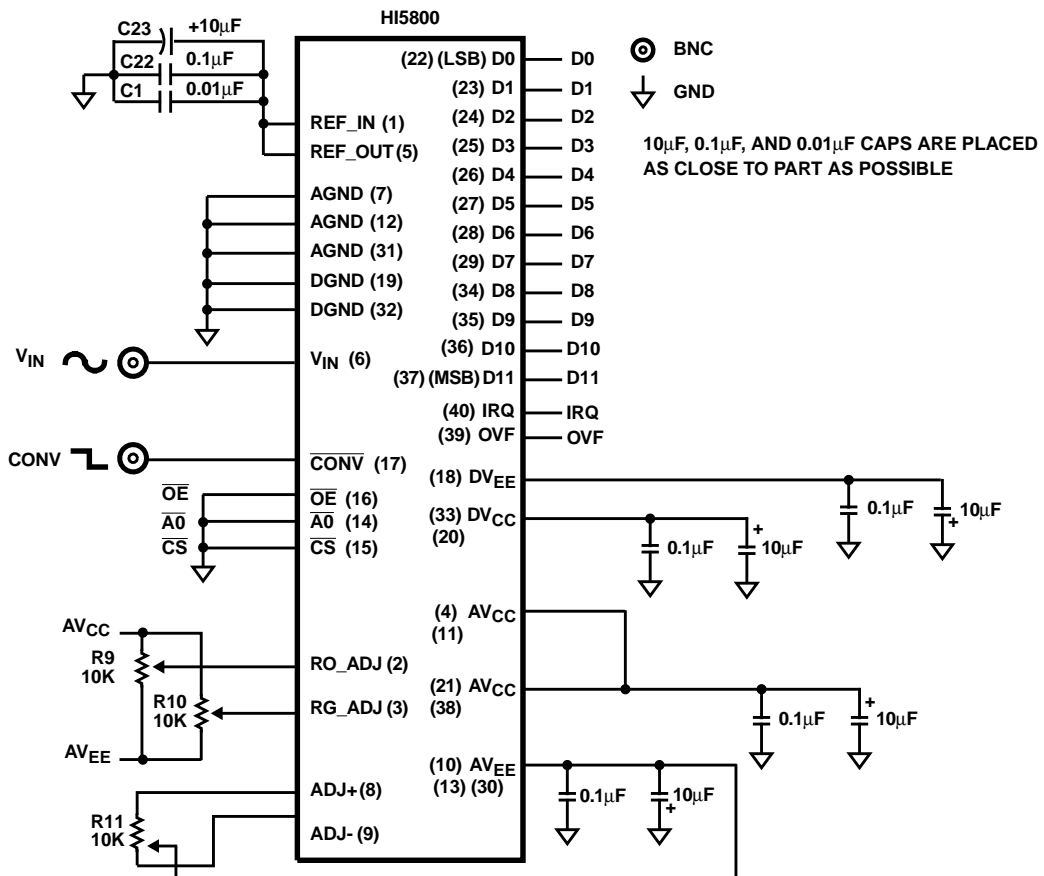 HI5800
C23 +10µF
C22 0.1µF
C1 0.01µF
REF_IN (1)
REF_OUT(5)
AGND (7)
AGND (12)
AGND (31)
DGND (19)
DGND (32)
VIN
VIN (6)
CONV
CONV (17)
OE
OE (16)
A0
A0 (14)
CS
CS (15)
AVCC
R9
10K
RO_ADJ (2)
R10
10K
RG_ADJ (3)
AVEE
ADJ+(8)
R11
10K
ADJ- (9)
(22) (LSB) D0 D0
(23) D1 D1
(24) D2 D2
(25) D3 D3
(26) D4 D4
(27) D5 D5
(28) D6 D6
(29) D7 D7
(34) D8 D8
(35) D9 D9
(36) D10 D10
(37) (MSB) D11 D11
(40) IRQ IRQ
(39) OVF OVF
(18) DVEE
0.1µF
10µF
+
(33) DVCC
(20)
0.1µF
+
10µF
(4) AVCC
(11)
(21) AVCC
(38)
0.1µF
+
10µF
(10) AVEE
(13) (30)
0.1µF
10µF
+
BNC
GND
10µF, 0.1µF, AND 0.01µF CAPS ARE PLACED
AS CLOSE TO PART AS POSSIBLE